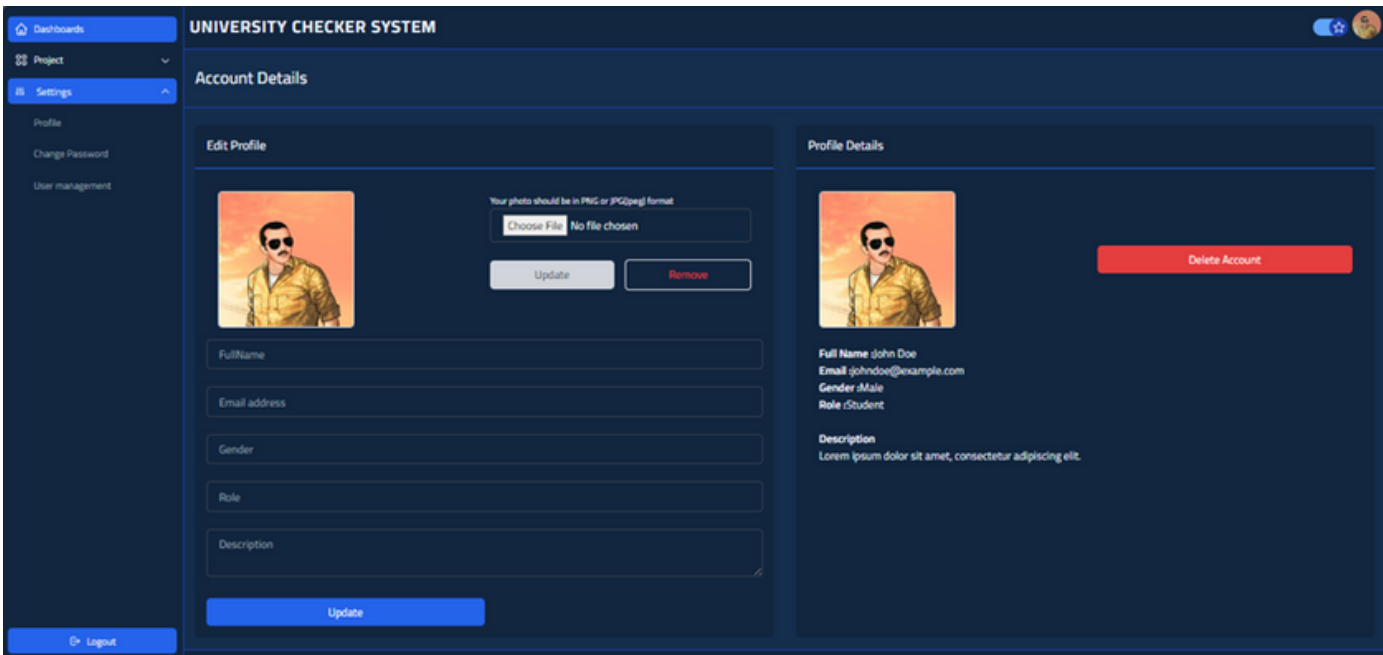 Dashboards
Project
Settings
Profile
Change Password
User management
Logout
UNIVERSITY CHECKER SYSTEM
Account Details
Edit Profile
Your photo should be in PNG or JPG(jpeg) format
Choose File No file chosen
Update Remove
FullName
Email address
Gender
Role
Description
Update
Profile Details
Delete Account
Full Name :John Doe
Email :johndoe@example.com
Gender :Male
Role :Student
Description
Lorem ipsum dolor sit amet, consectetur adipiscing elit.